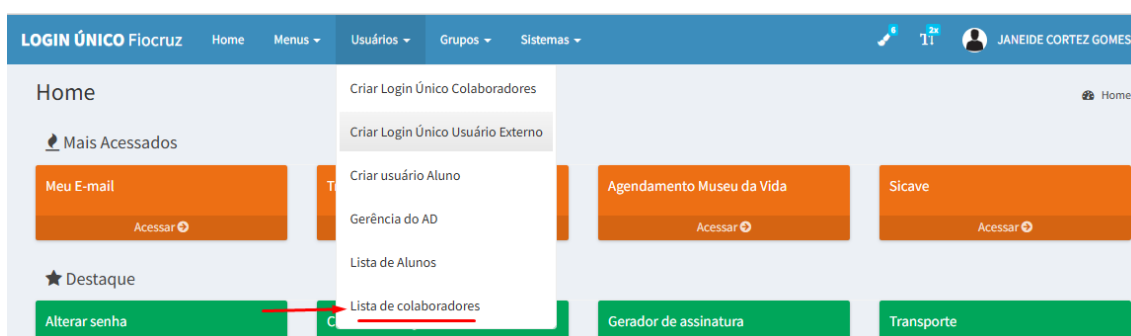 LOGIN ÚNICO Fiocruz Home Menus Usuários Grupos Sistemas 6 2x JANEIDE CORTEZ GOMES
Home
Home
Mais Acessados
Criar Login Único Colaboradores
Criar Login Único Usuário Externo
Criar usuário Aluno
Gerência do AD
Lista de Alunos
Lista de colaboradores
Meu E-mail
Acessar
Agendamento Museu da Vida
Acessar
Sicave
Acessar
Destaque
Alterar senha
Gerador de assinatura
Transporte